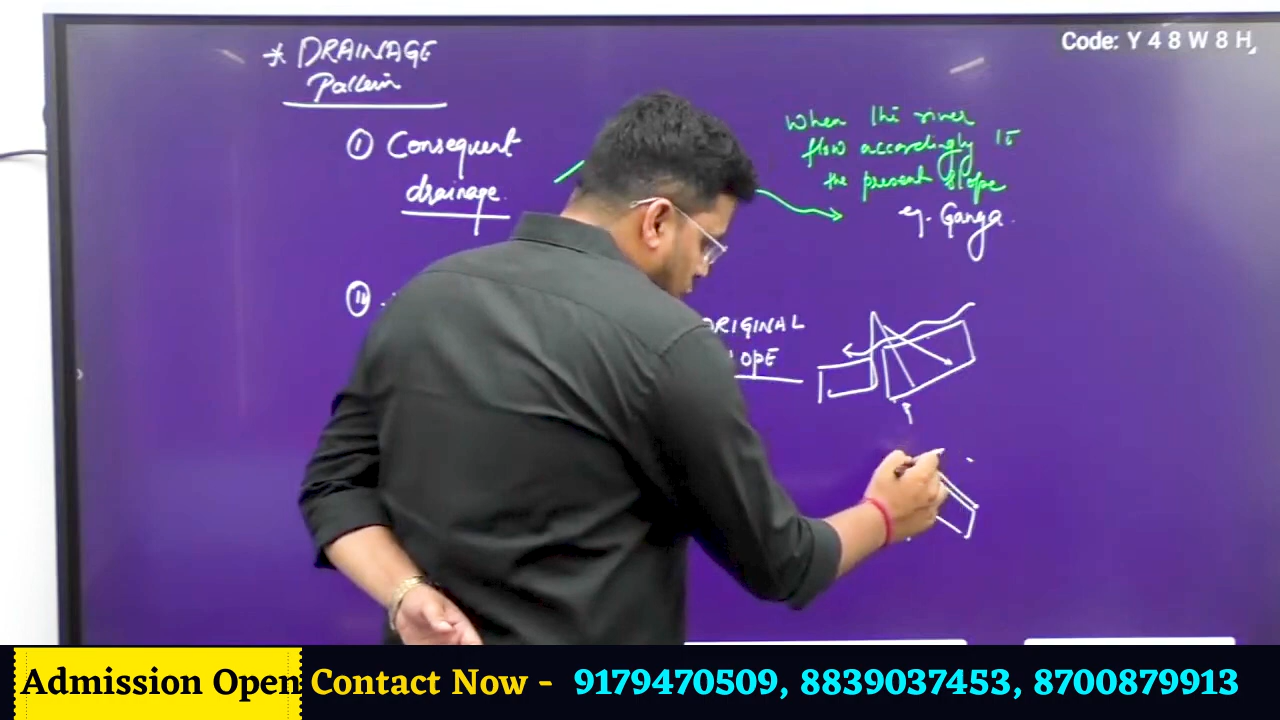 Code: Y 4 8 W 8 H
* DRAINAGE
Pattern
① Consequent
drainage.
When the river
flow accordingly to
the present slope
eg. Ganga.
⑪
ORIGINAL
Admission Open Contact Now - 9179470509, 8839037453, 8700879913